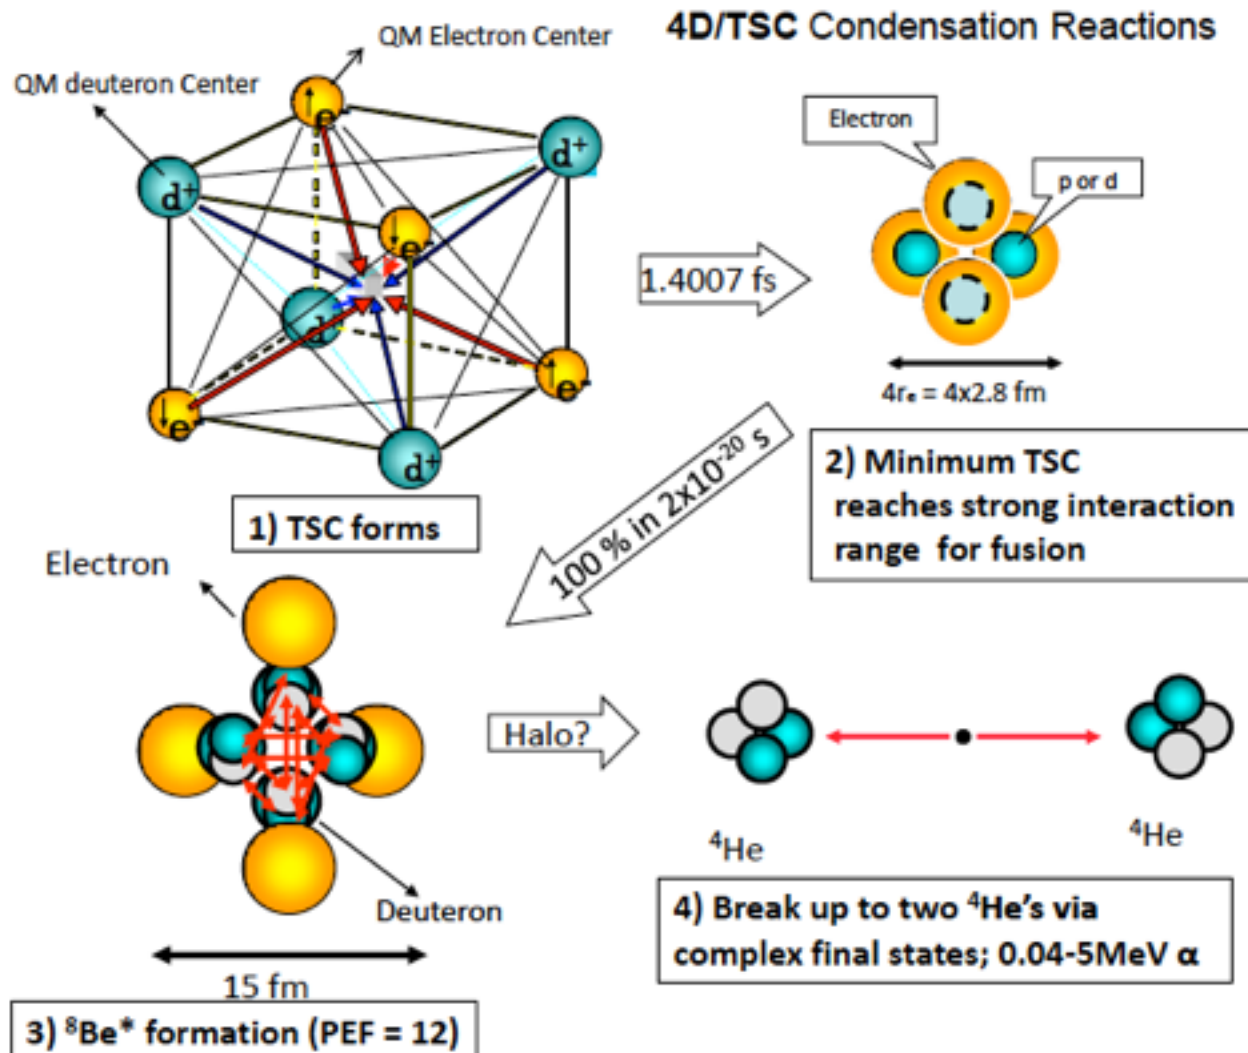 4D/TSC Condensation Reactions
QM Electron Center
QM deuteron Center
e-
d+
d+
e-
d
e-
e-
d+
1) TSC forms
1.4007 fs
Electron
p or d
4rₑ = 4x2.8 fm
2) Minimum TSC
reaches strong interaction
range for fusion
100 % in 2x10⁻²⁰ s
Electron
Deuteron
15 fm
3) ⁸Be* formation (PEF = 12)
Halo?
⁴He
⁴He
4) Break up to two ⁴He’s via
complex final states; 0.04-5MeV α